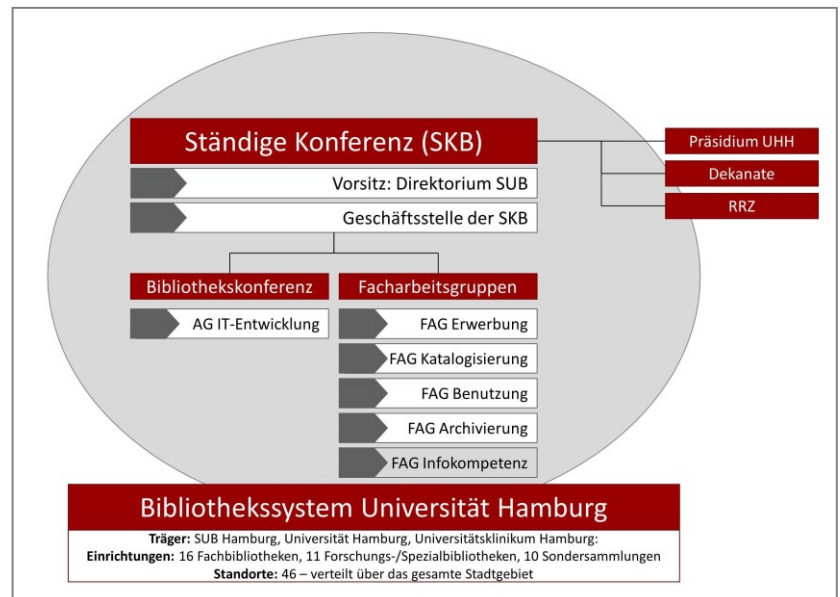 Ständige Konferenz (SKB)
Präsidium UHH
Dekanate
RRZ
Vorsitz: Direktorium SUB
Geschäftsstelle der SKB
Bibliothekskonferenz
AG IT-Entwicklung
Facharbeitsgruppen
FAG Erwerbung
FAG Katalogisierung
FAG Benutzung
FAG Archivierung
FAG Infokompetenz
Bibliothekssystem Universität Hamburg
Träger: SUB Hamburg, Universität Hamburg, Universitätsklinikum Hamburg:
Einrichtungen: 16 Fachbibliotheken, 11 Forschungs-/Spezialbibliotheken, 10 Sondersammlungen
Standorte: 46 – verteilt über das gesamte Stadtgebiet